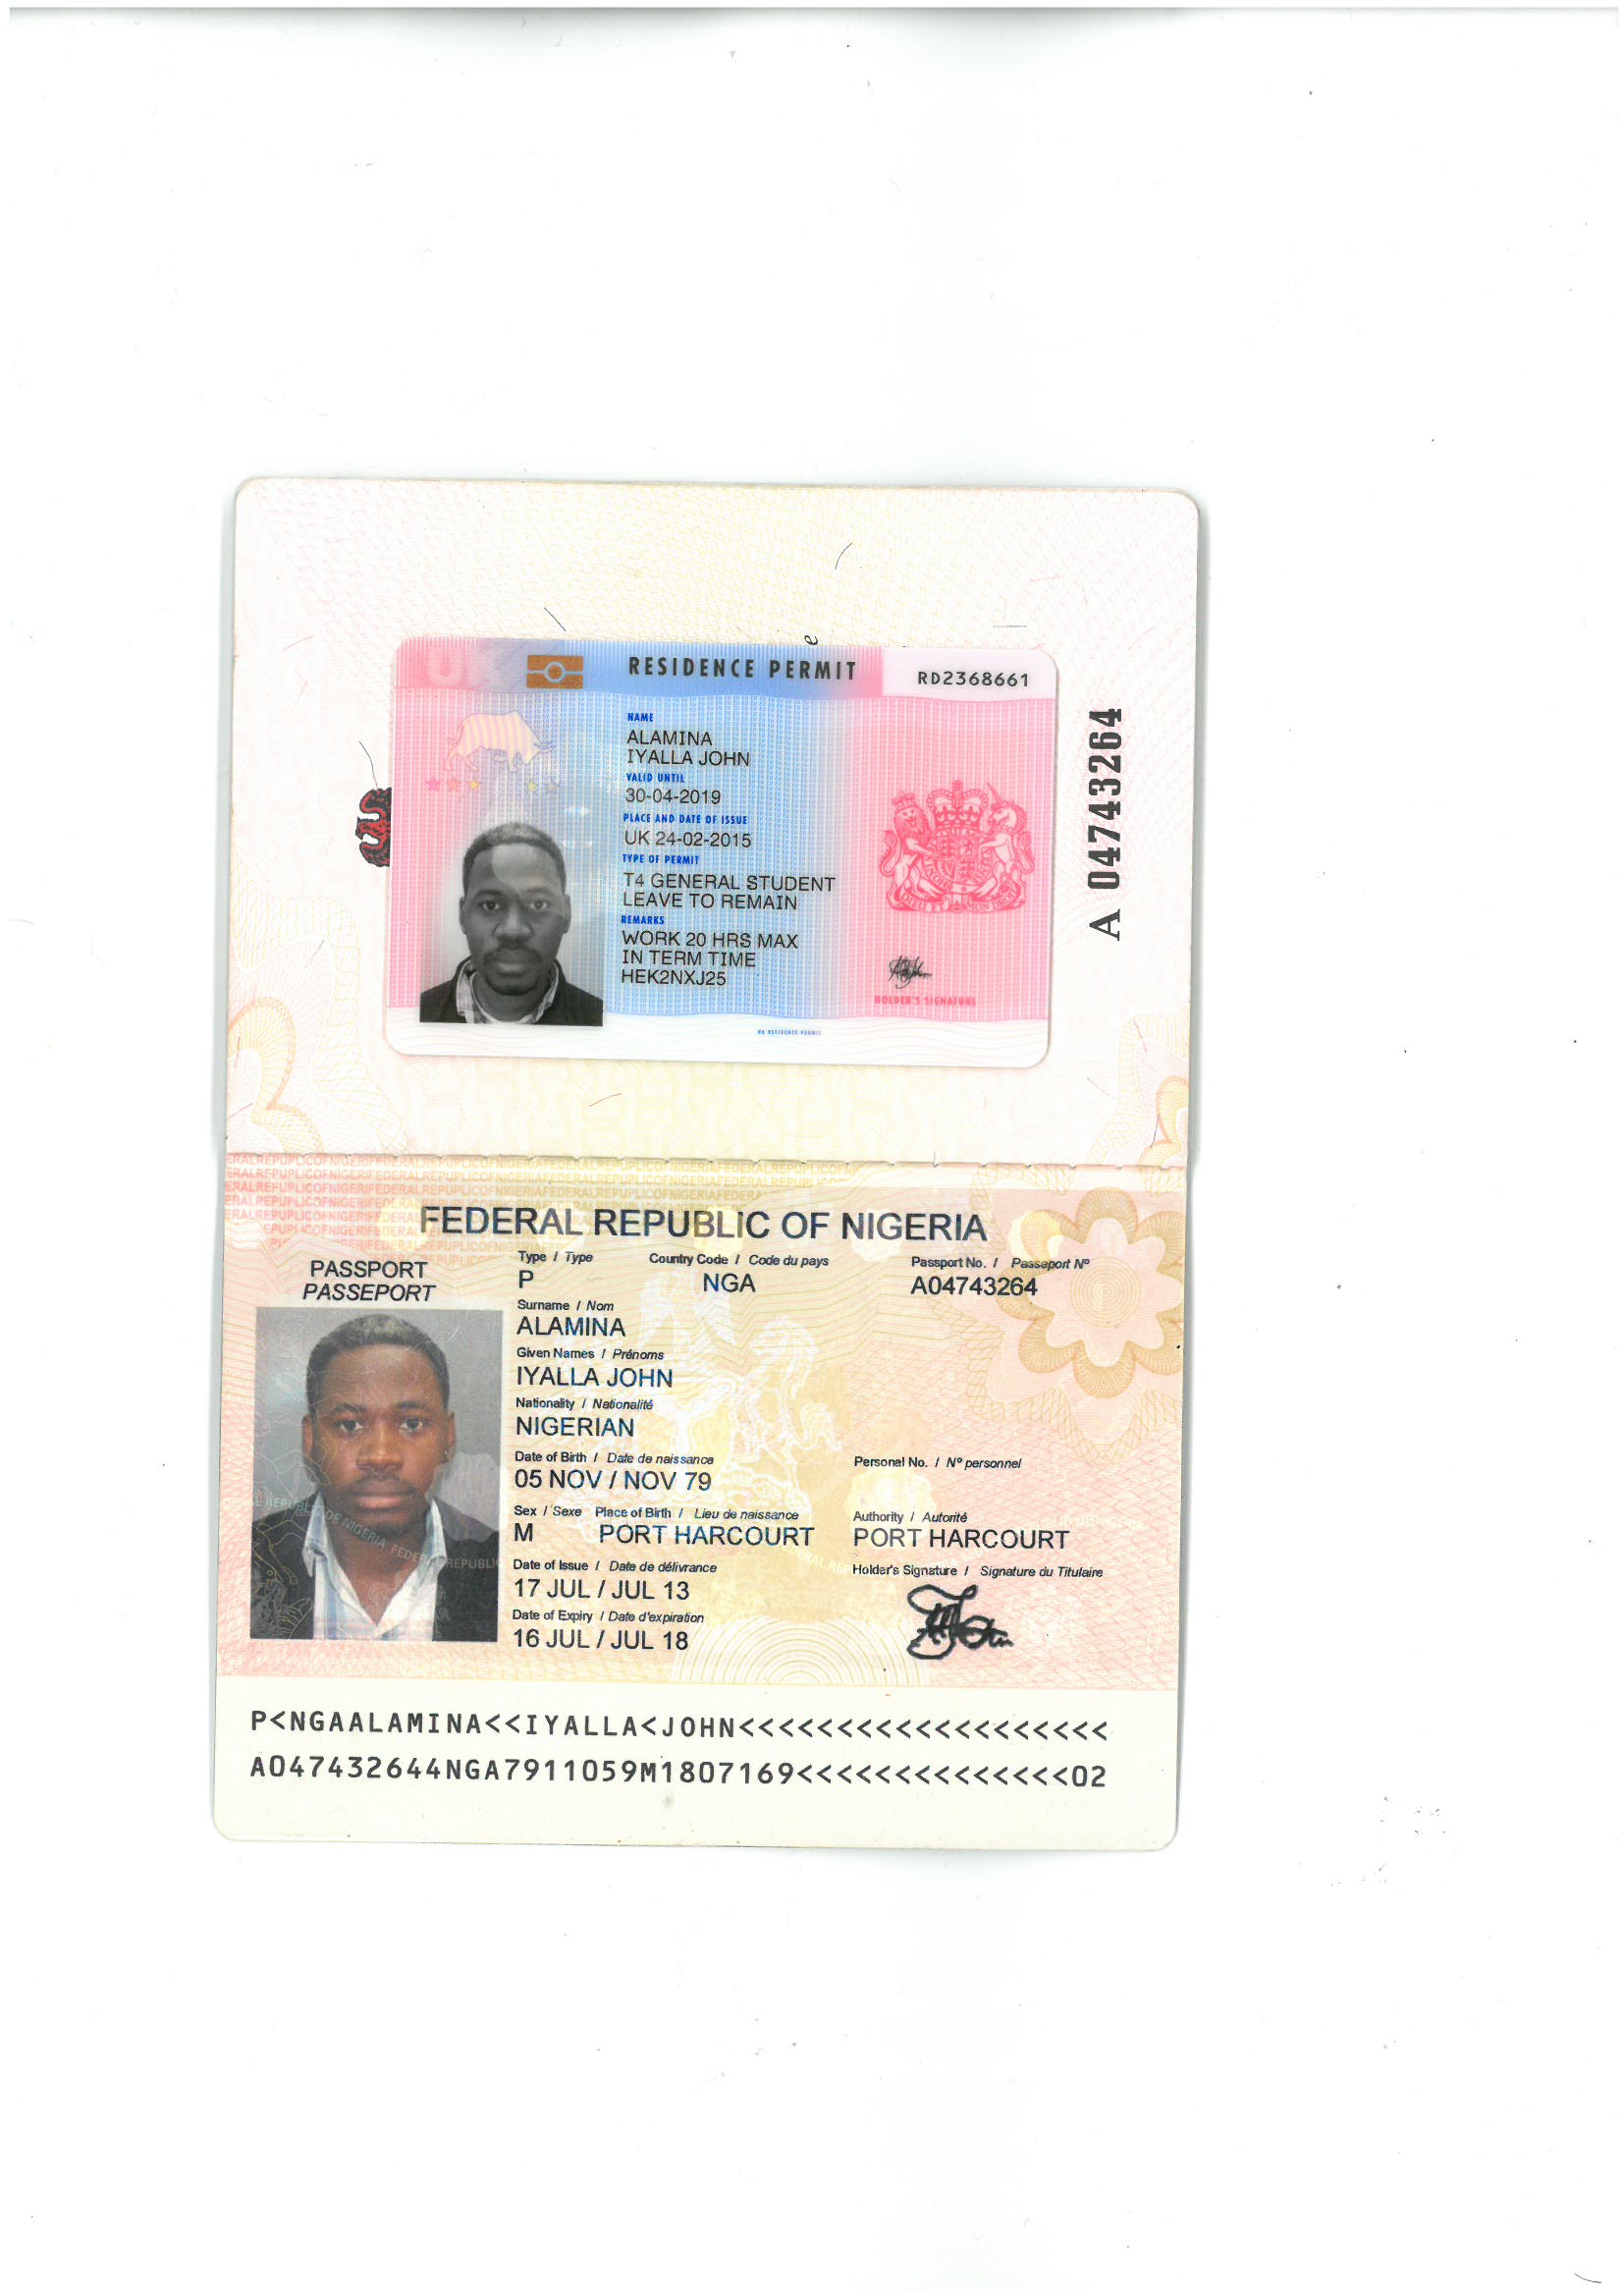 RESIDENCE PERMIT
RD2368661
NAME
ALAMINA
IYALLA JOHN
VALID UNTIL
30-04-2019
PLACE AND DATE OF ISSUE
UK 24-02-2015
TYPE OF PERMIT
T4 GENERAL STUDENT
LEAVE TO REMAIN
REMARKS
WORK 20 HRS MAX
IN TERM TIME
HEK2NXJ25
HOLDER'S SIGNATURE
UK RESIDENCE PERMIT
A 04743264
FEDERAL REPUBLIC OF NIGERIA
PASSPORT
PASSEPORT
Type / Type
Country Code / Code du pays
Passport No. / Passeport Nº
P
NGA
A04743264
Surname / Nom
ALAMINA
Given Names / Prénoms
IYALLA JOHN
Nationality / Nationalité
NIGERIAN
Date of Birth / Date de naissance
Personal No. / Nº personnel
05 NOV / NOV 79
Sex / Sexe
Place of Birth / Lieu de naissance
Authority / Autorité
M
PORT HARCOURT
PORT HARCOURT
Date of Issue / Date de délivrance
Holder's Signature / Signature du Titulaire
17 JUL / JUL 13
Date of Expiry / Date d'expiration
16 JUL / JUL 18
P<NGAALAMINA<<IYALLA<JOHN<<<<<<<<<<<<<<<<<<<
A047432644NGA7911059M1807169<<<<<<<<<<<<<<02